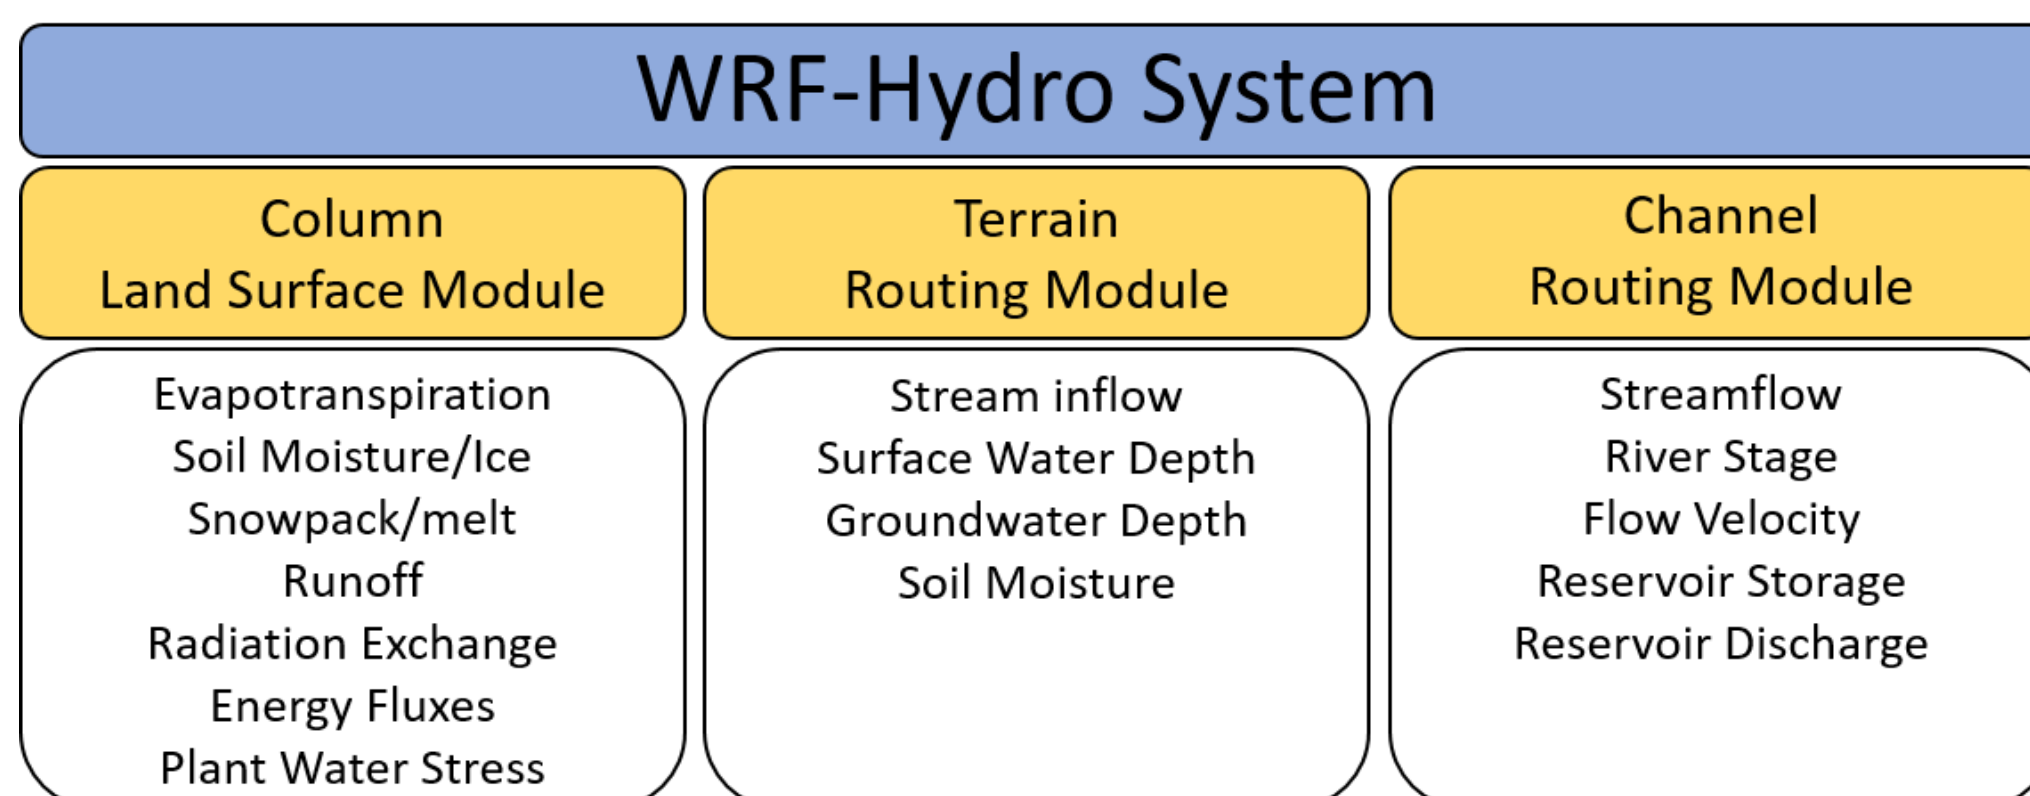 WRF-Hydro System
Column
Land Surface Module
Evapotranspiration
Soil Moisture/Ice
Snowpack/melt
Runoff
Radiation Exchange
Energy Fluxes
Plant Water Stress
Terrain
Routing Module
Stream inflow
Surface Water Depth
Groundwater Depth
Soil Moisture
Channel
Routing Module
Streamflow
River Stage
Flow Velocity
Reservoir Storage
Reservoir Discharge